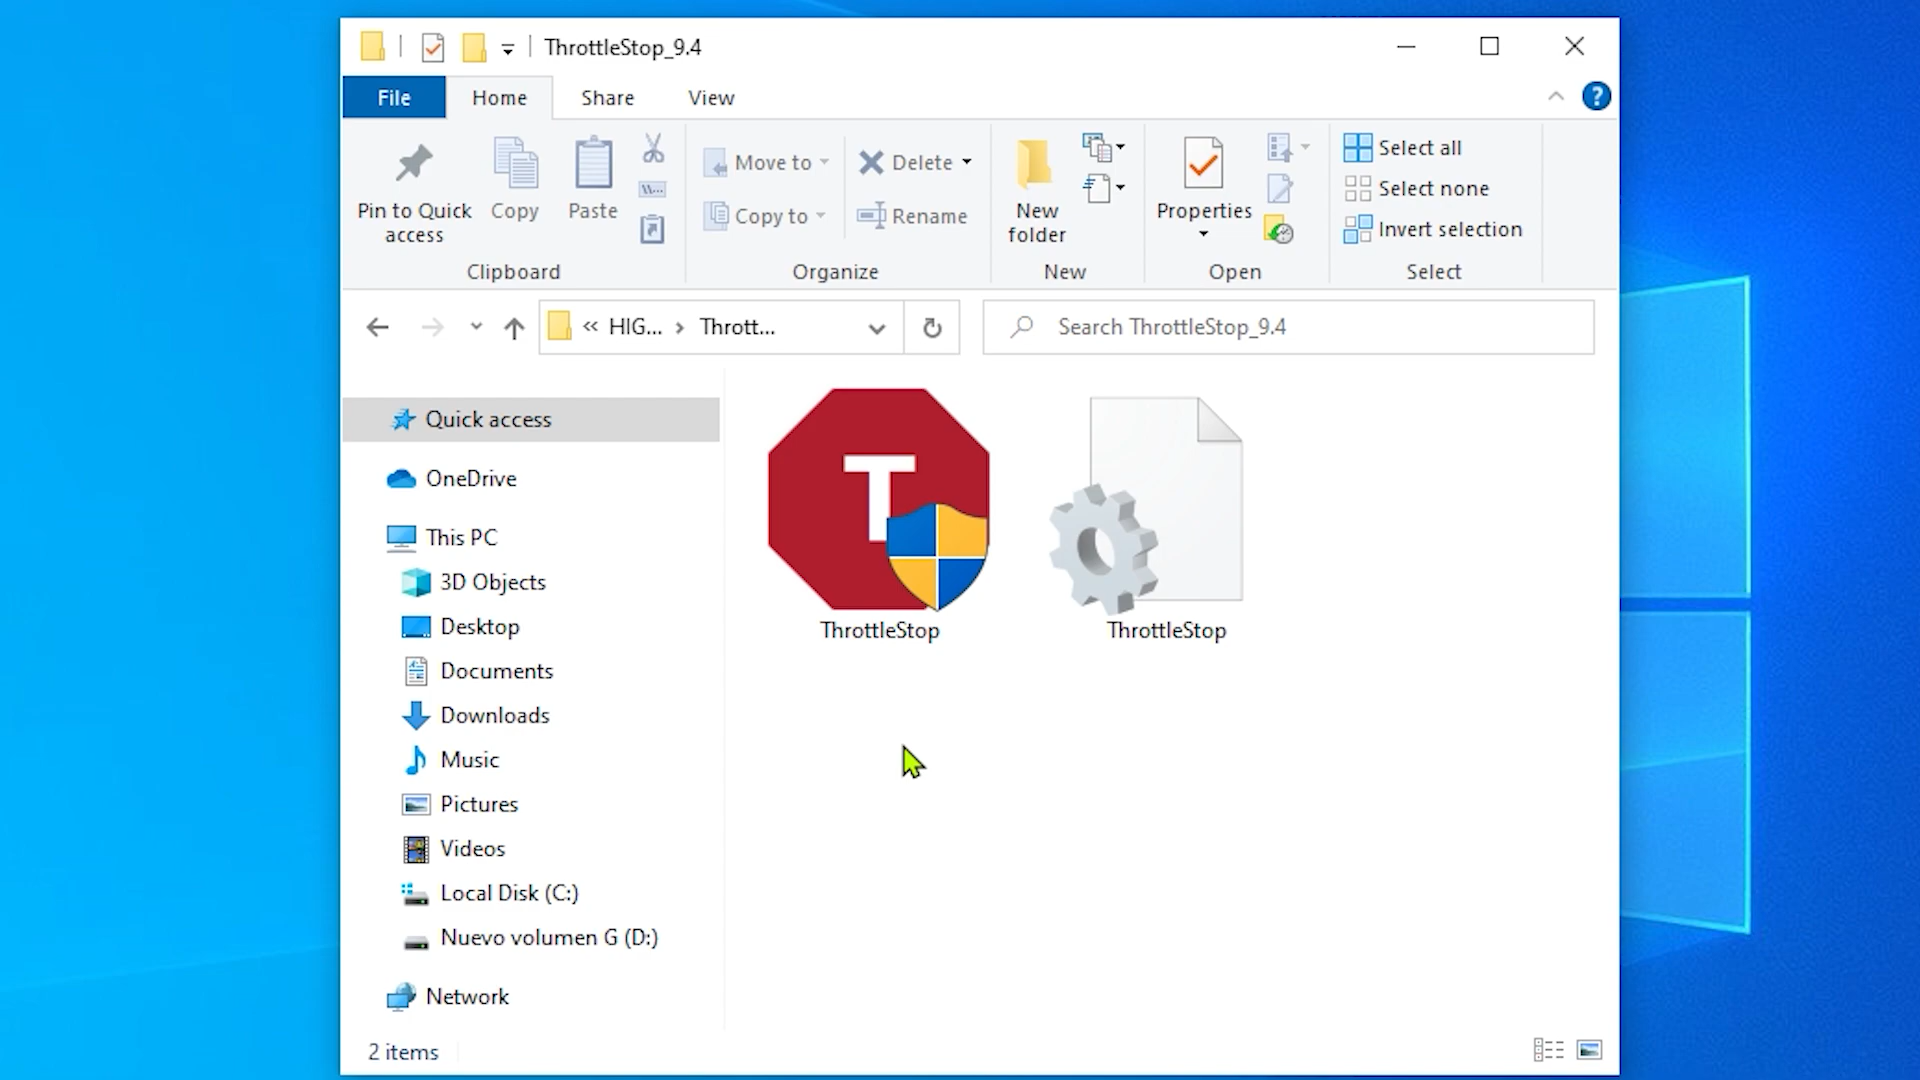 ThrottleStop_9.4
File
Home
Share
View
?
Pin to Quick
access
Copy
Paste
Move to
Copy to
Delete
Rename
New
folder
Properties
Select all
Select none
Invert selection
Clipboard
Organize
New
Open
Select
« HIG... › Thrott...
Search ThrottleStop_9.4
Quick access
OneDrive
This PC
3D Objects
Desktop
Documents
Downloads
Music
Pictures
Videos
Local Disk (C:)
Nuevo volumen G (D:)
Network
T
ThrottleStop
ThrottleStop
2 items